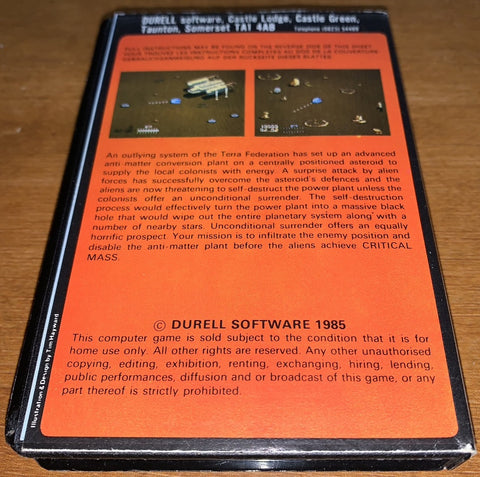 DURELL software, Castle Lodge, Castle Green,
Taunton, Somerset TA1 4AB Telephone (0823) 54489
FULL INSTRUCTIONS MAY BE FOUND ON THE REVERSE SIDE OF THIS SHEET
VOUS TROUVEZ LES INSTRUCTIONS COMPLETES AU DOS DE LA COUVERTURE
GEBRAUCHSANWEISUNG AUF DER RÜCKSEITE DIESES BLATTES
An outlying system of the Terra Federation has set up an advanced
anti-matter conversion plant on a centrally positioned asteroid to
supply the local colonists with energy. A surprise attack by alien
forces has successfully overcome the asteroid's defences and the
aliens are now threatening to self-destruct the power plant unless the
colonists offer an unconditional surrender. The self-destruction
process would effectively turn the power plant into a massive black
hole that would wipe out the entire planetary system along with a
number of nearby stars. Unconditional surrender offers an equally
horrific prospect. Your mission is to infiltrate the enemy position and
disable the anti-matter plant before the aliens achieve CRITICAL
MASS.
© DURELL SOFTWARE 1985
This computer game is sold subject to the condition that it is for
home use only. All other rights are reserved. Any other unauthorised
copying, editing, exhibition, renting, exchanging, hiring, lending,
public performances, diffusion and or broadcast of this game, or any
part thereof is strictly prohibited.
Illustration & Design by Tim Hayward